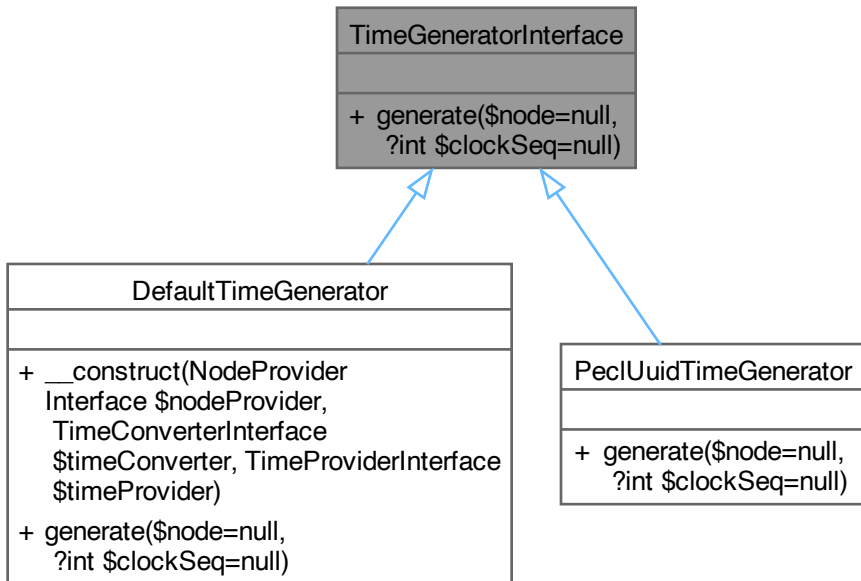 TimeGeneratorInterface
+ generate($node=null,
?int $clockSeq=null)
DefaultTimeGenerator
+ __construct(NodeProvider
Interface $nodeProvider,
TimeConverterInterface
$timeConverter, TimeProviderInterface
$timeProvider)
+ generate($node=null,
?int $clockSeq=null)
PeclUuidTimeGenerator
+ generate($node=null,
?int $clockSeq=null)